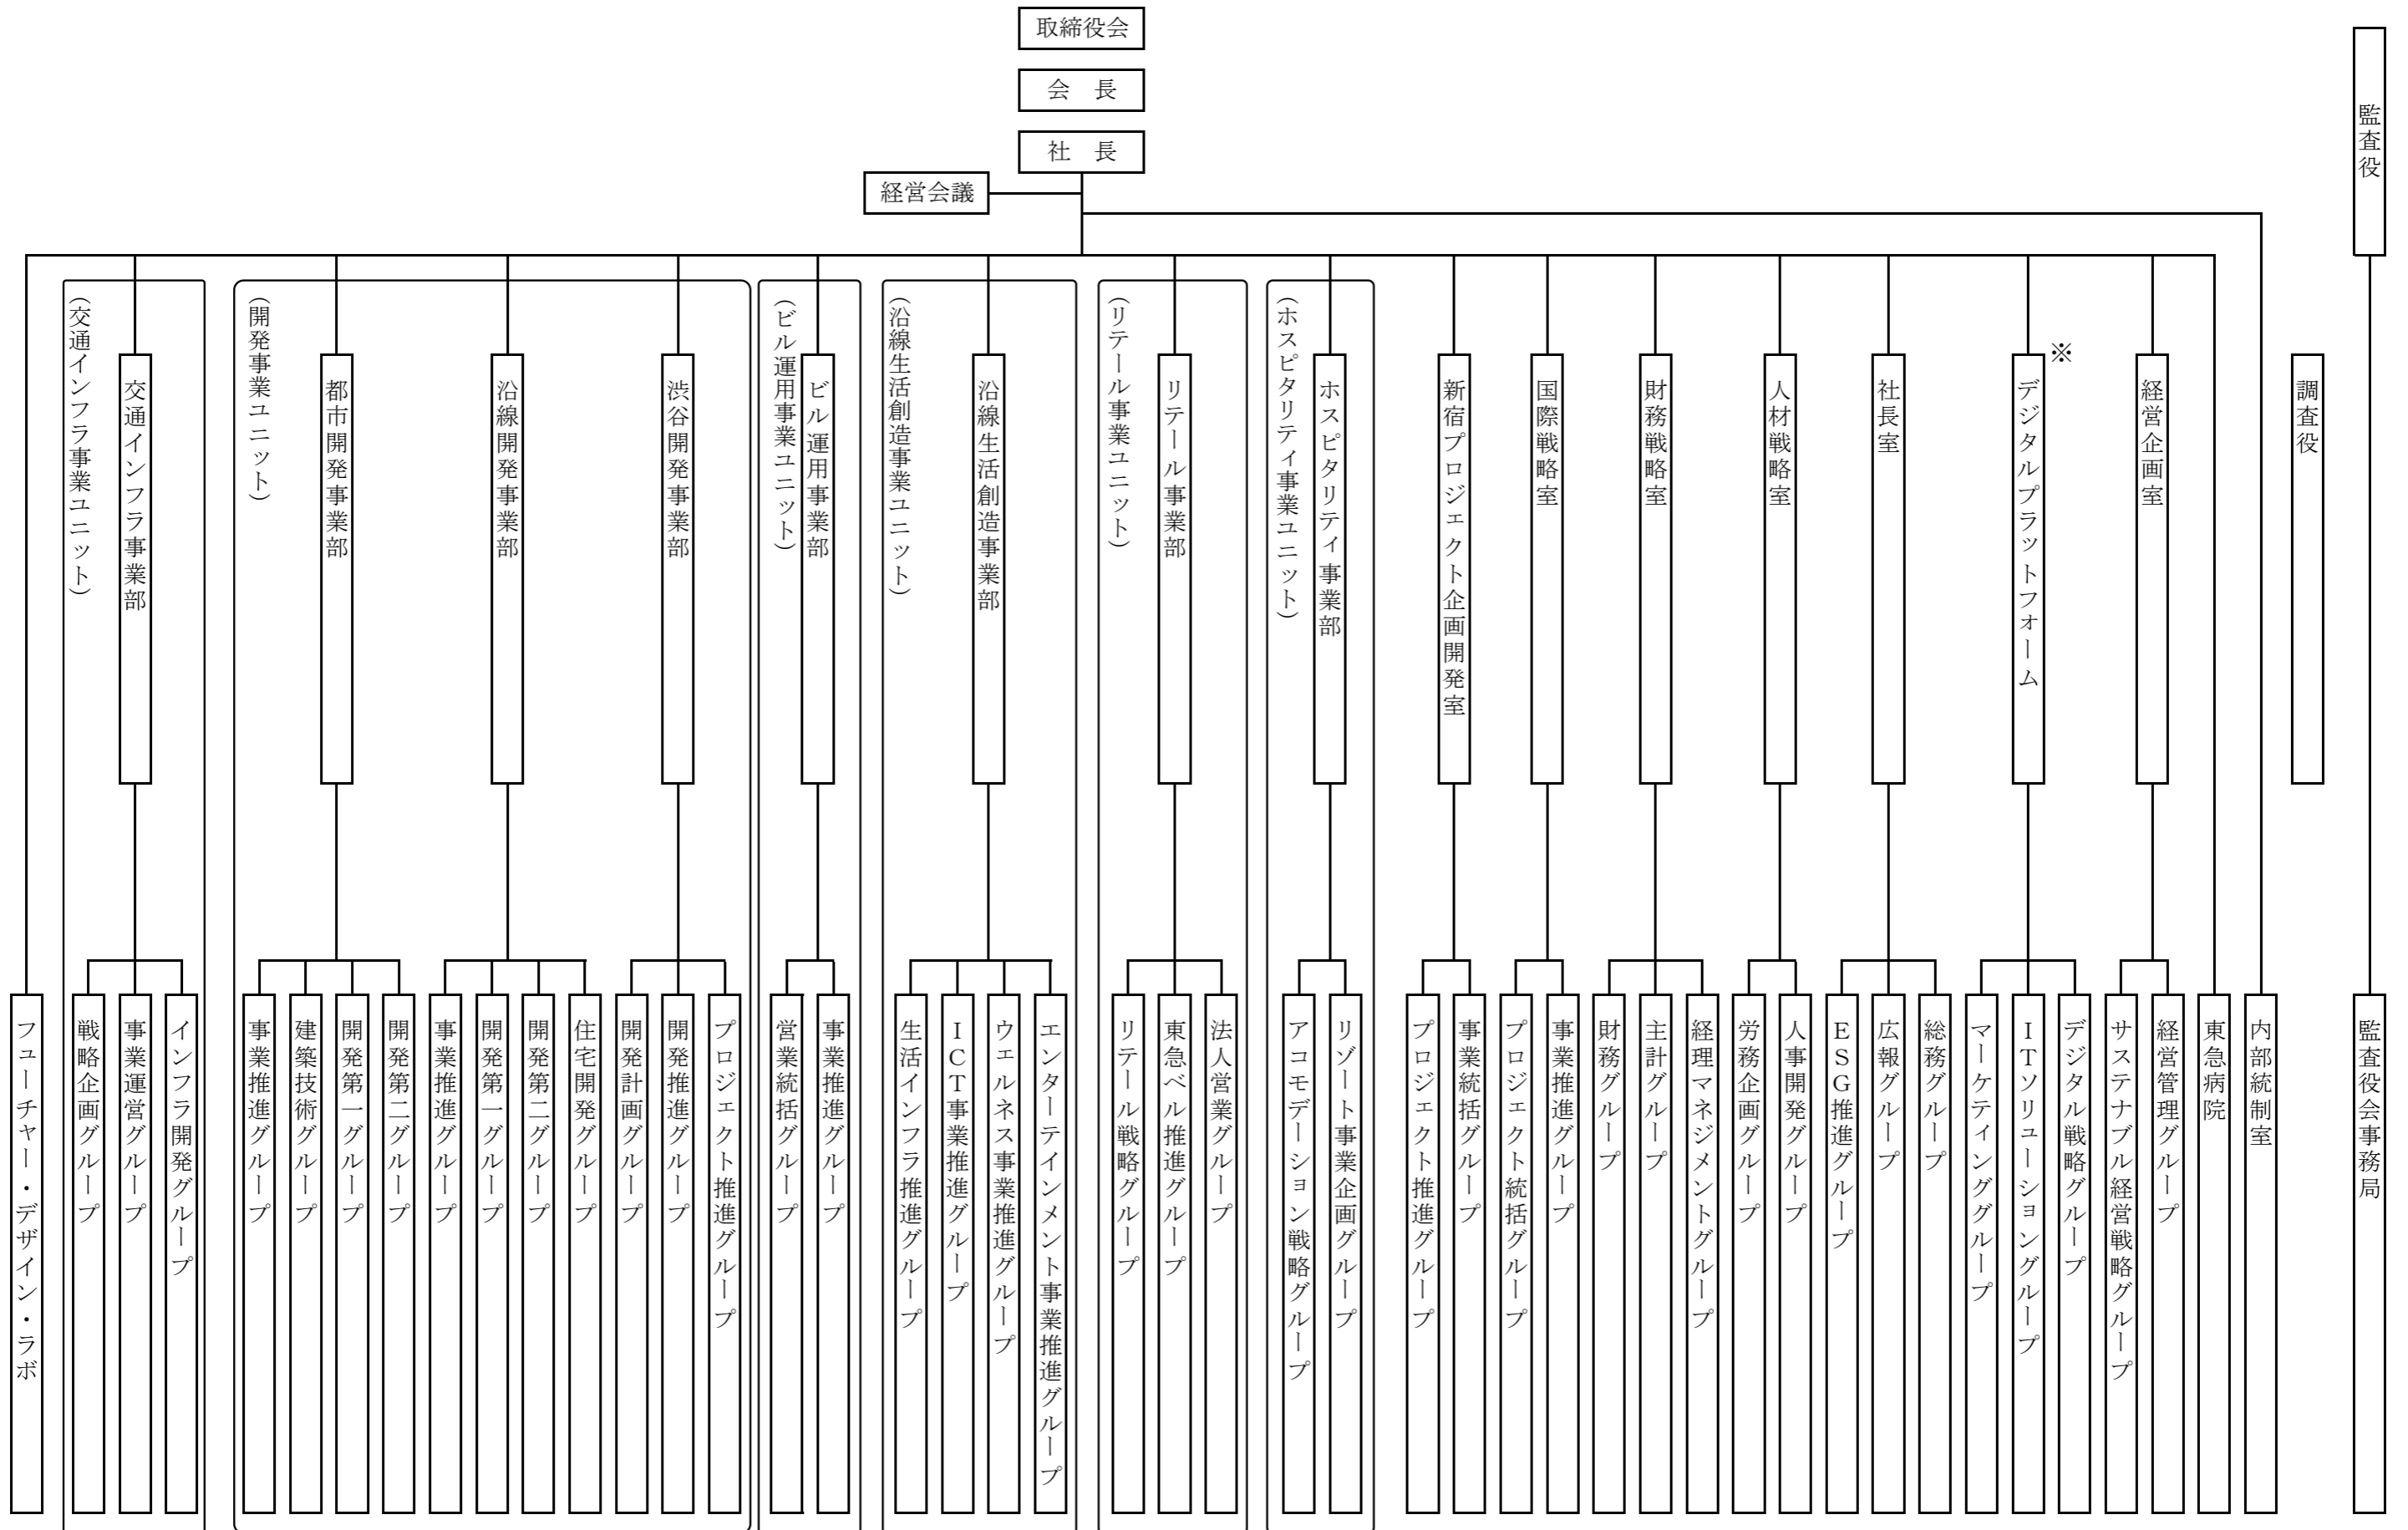 取締役会
会　長
社　長
経営会議
監査役
調査役
経営企画室
※
デジタルプラットフォーム
社長室
人材戦略室
財務戦略室
国際戦略室
新宿プロジェクト企画開発室
ホスピタリティ事業部
(ホスピタリティ事業ユニット)
リテール事業部
(リテール事業ユニット)
沿線生活創造事業部
(沿線生活創造事業ユニット)
ビル運用事業部
(ビル運用事業ユニット)
渋谷開発事業部
沿線開発事業部
都市開発事業部
(開発事業ユニット)
交通インフラ事業部
(交通インフラ事業ユニット)
監査役会事務局
内部統制室
東急病院
経営管理グループ
サステナブル経営戦略グループ
デジタル戦略グループ
ITソリューショングループ
マーケティンググループ
総務グループ
広報グループ
ESG推進グループ
人事開発グループ
労務企画グループ
経理マネジメントグループ
主計グループ
財務グループ
事業推進グループ
プロジェクト統括グループ
事業統括グループ
プロジェクト推進グループ
リゾート事業企画グループ
アコモデーション戦略グループ
法人営業グループ
東急ベル推進グループ
リテール戦略グループ
エンターテインメント事業推進グループ
ウェルネス事業推進グループ
ICT事業推進グループ
生活インフラ推進グループ
事業推進グループ
営業統括グループ
プロジェクト推進グループ
開発推進グループ
開発計画グループ
住宅開発グループ
開発第二グループ
開発第一グループ
事業推進グループ
開発第二グループ
開発第一グループ
建築技術グループ
事業推進グループ
インフラ開発グループ
事業運営グループ
戦略企画グループ
フューチャー・デザイン・ラボ